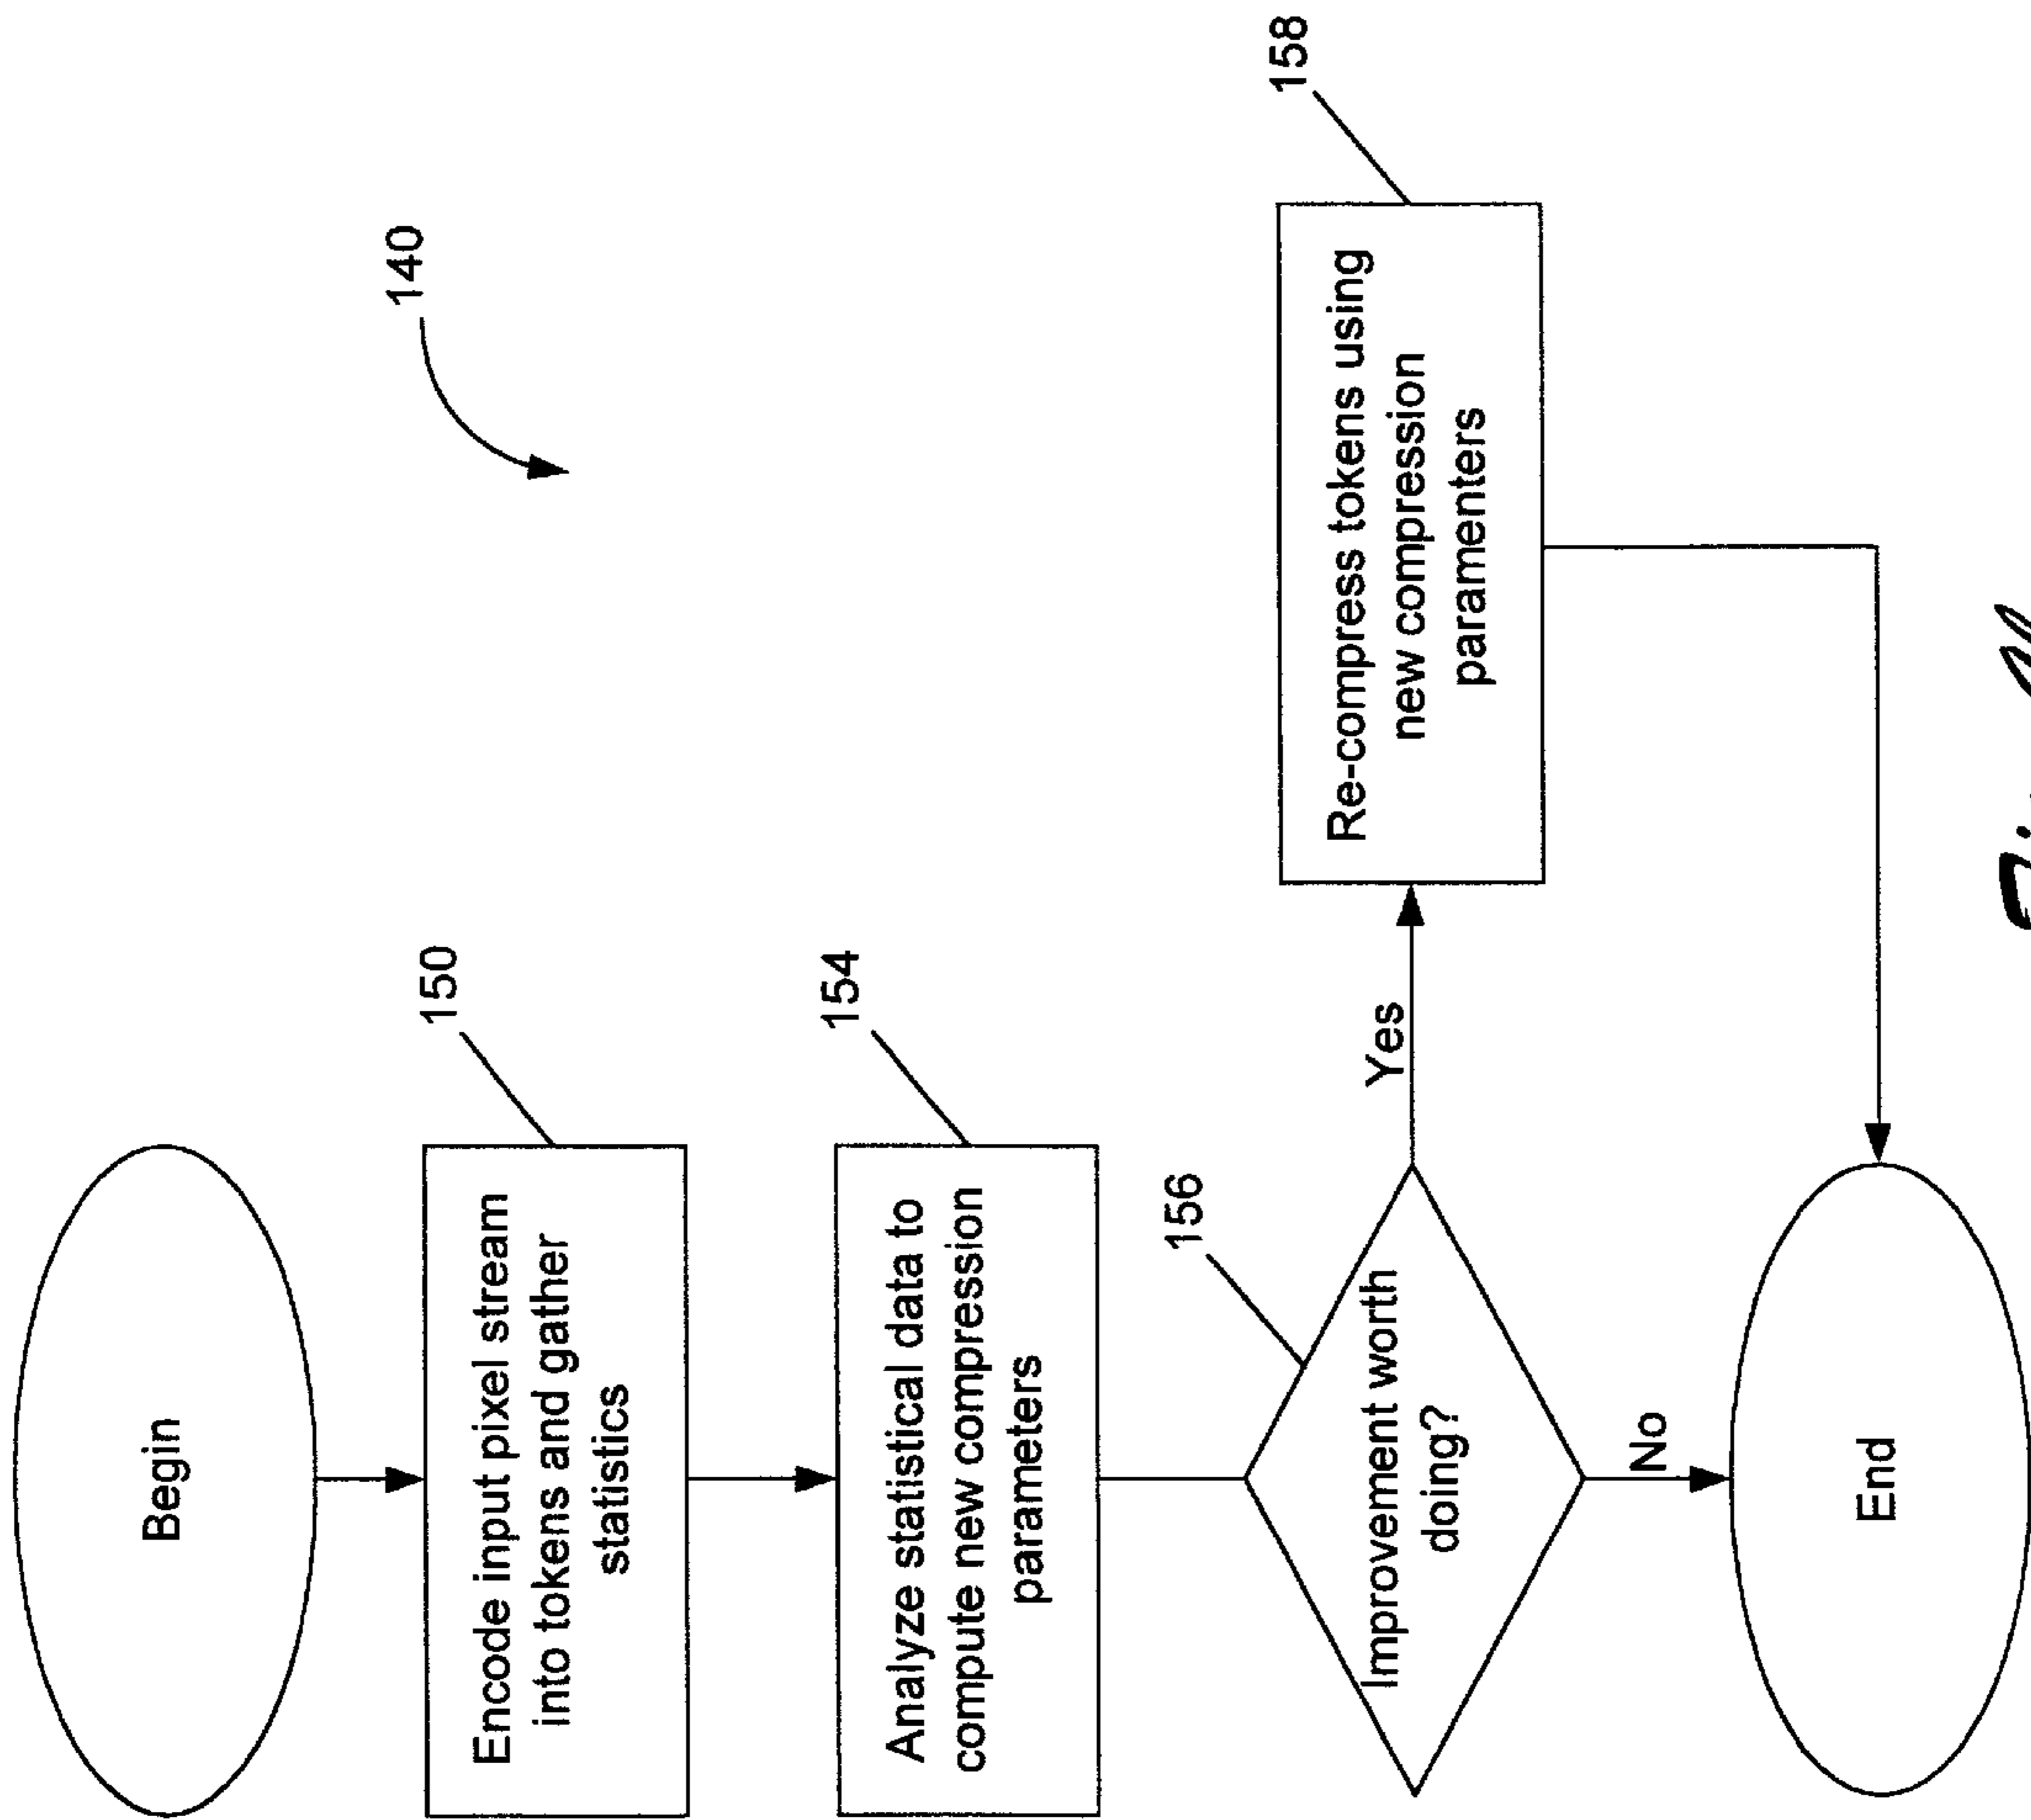 140
Begin
150
Encode input pixel stream
into tokens and gather
statistics
154
Analyze statistical data to
compute new compression
parameters
156
Improvement worth
doing?
Yes
No
158
Re-compress tokens using
new compression
paramenters
End